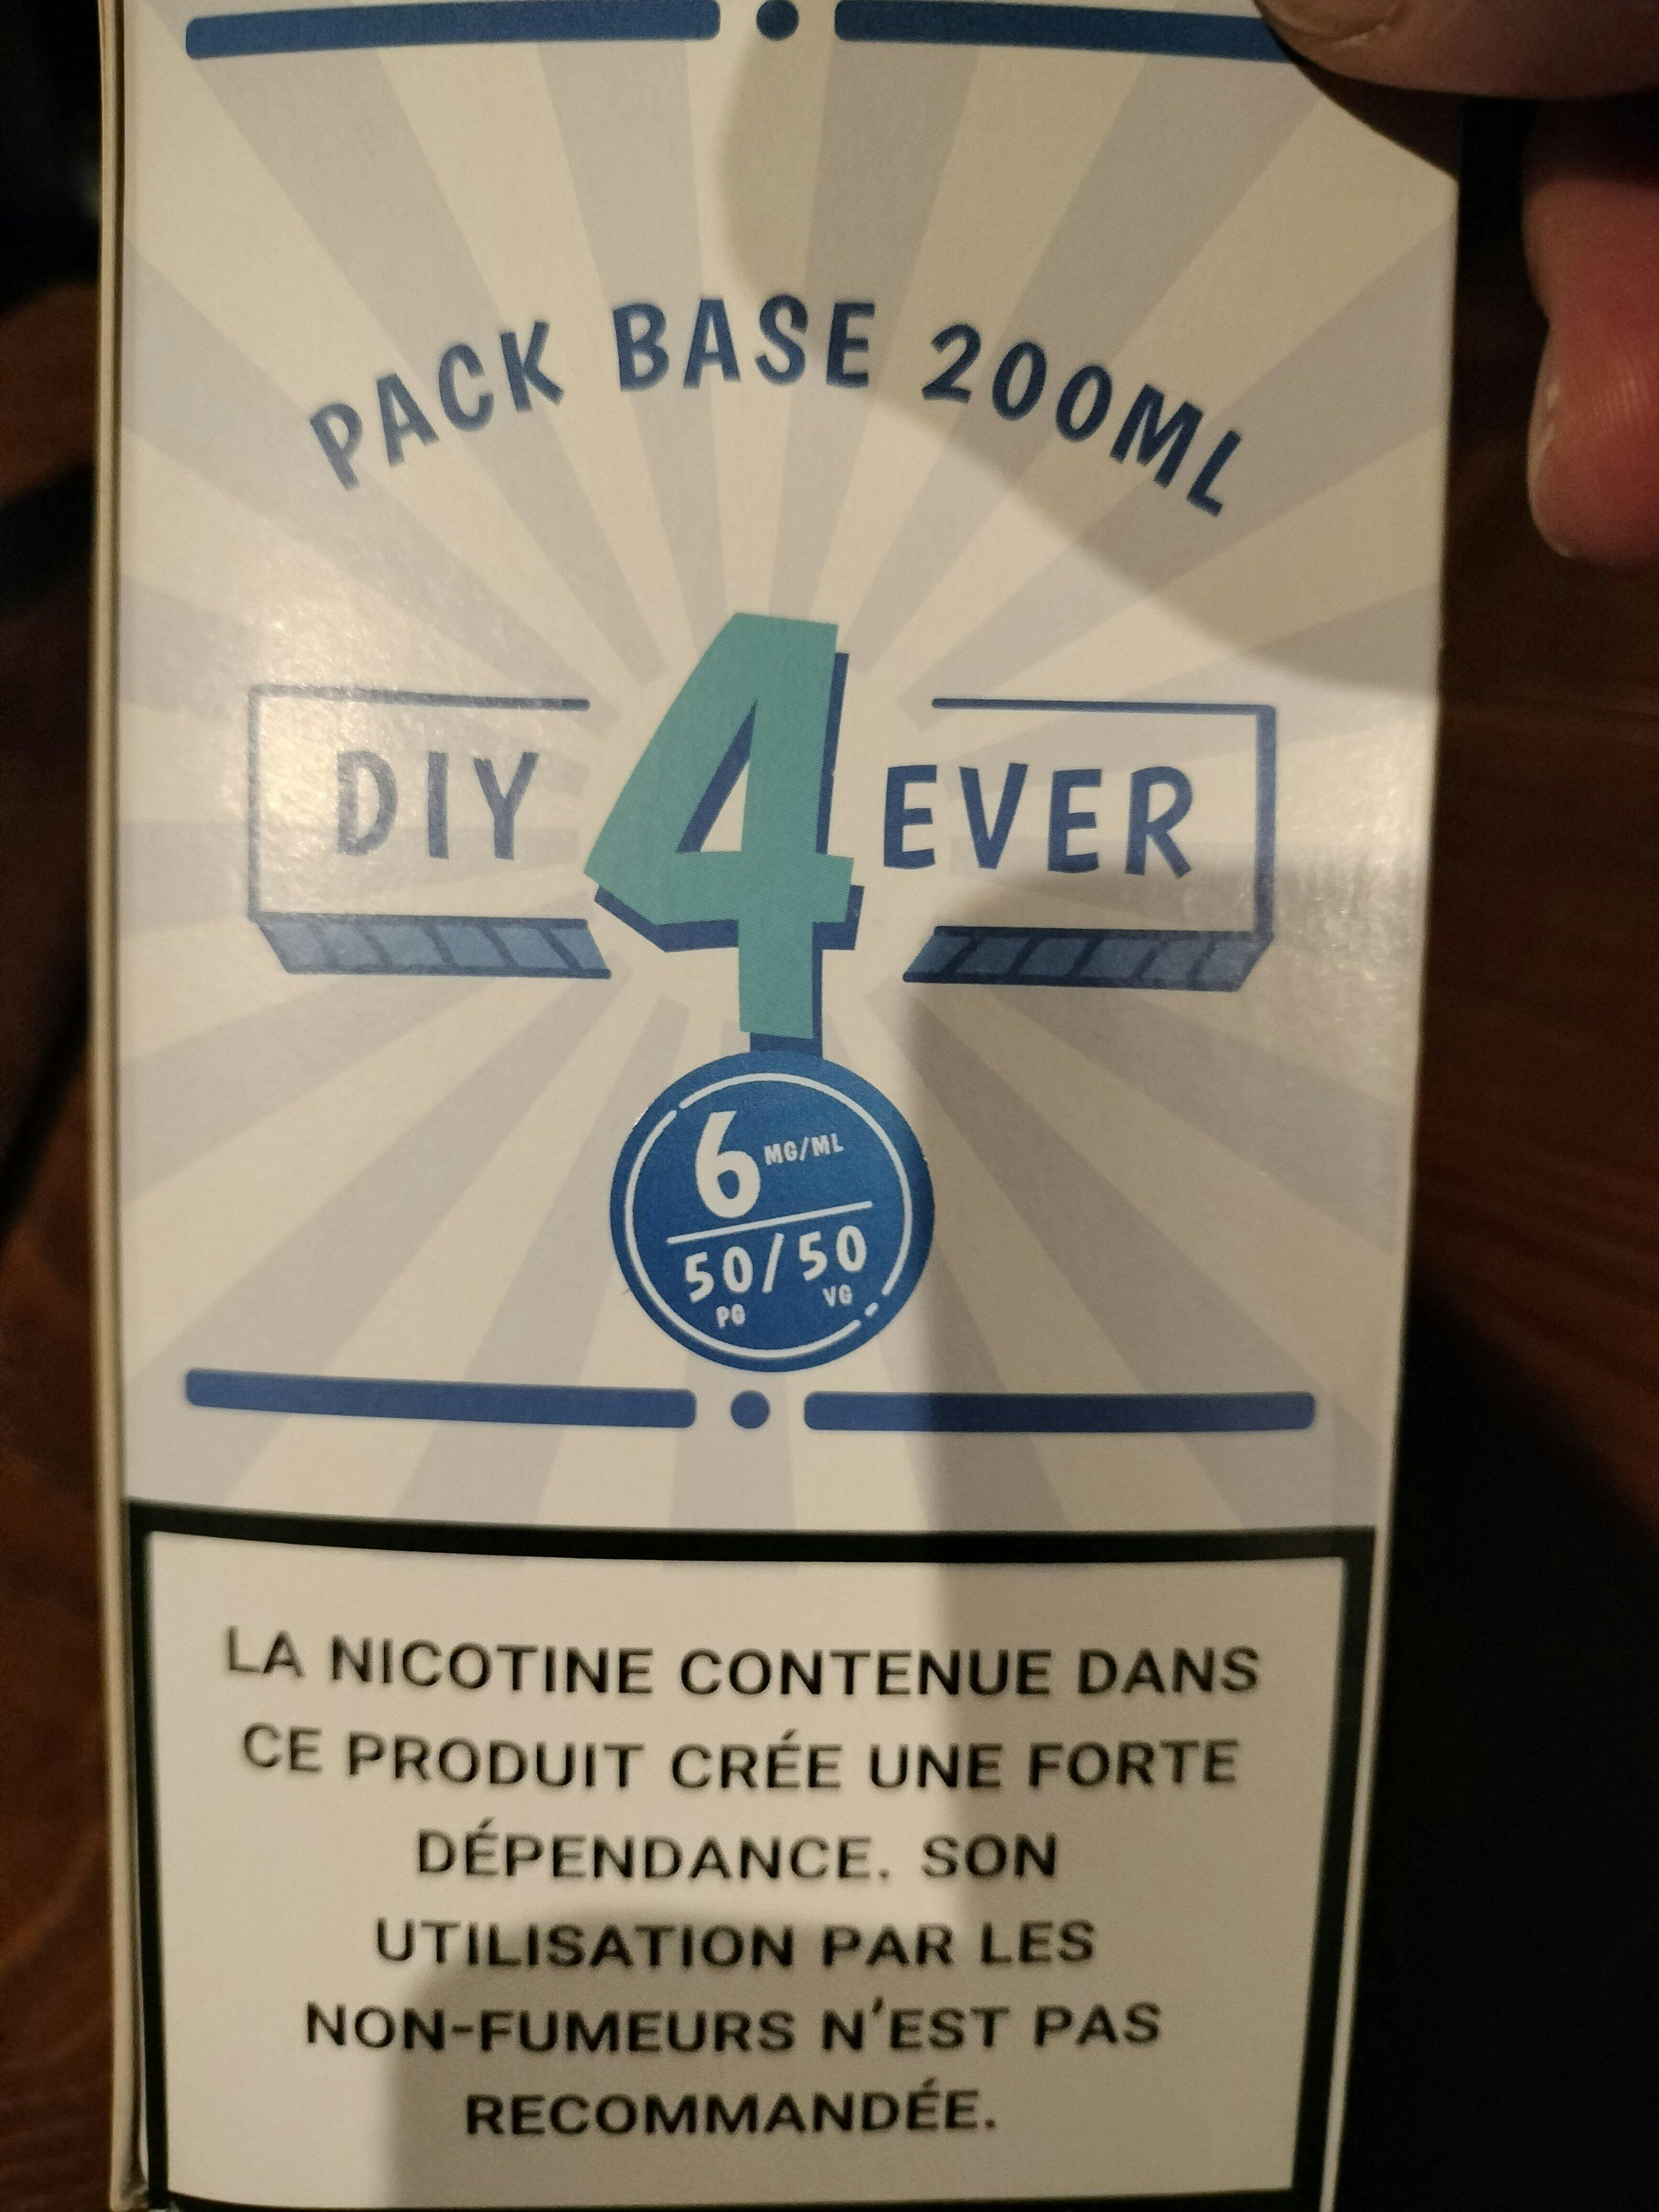 PACK BASE 200ML
DIY 4 EVER
6 MG/ML
50/50
PG VG
LA NICOTINE CONTENUE DANS
CE PRODUIT CRÉE UNE FORTE
DÉPENDANCE. SON
UTILISATION PAR LES
NON-FUMEURS N'EST PAS
RECOMMANDÉE.